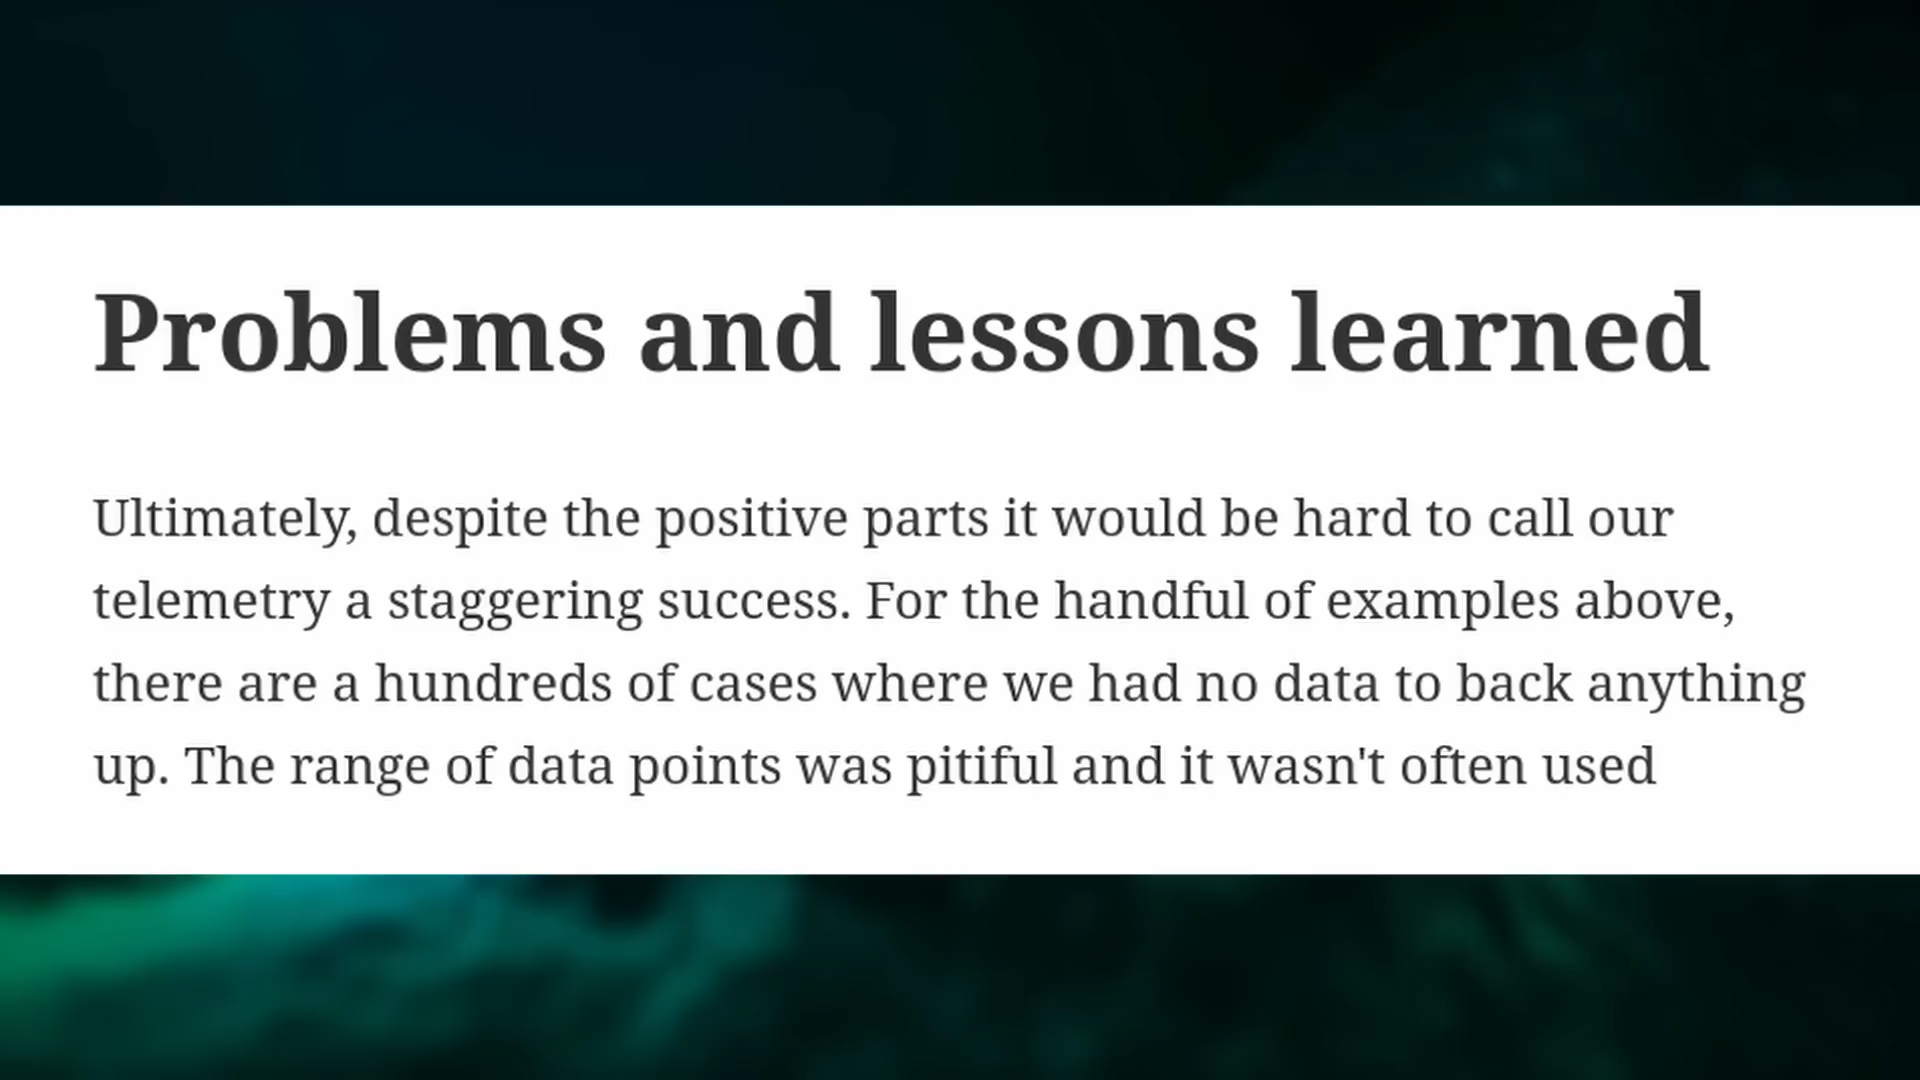 Problems and lessons learned
Ultimately, despite the positive parts it would be hard to call our
telemetry a staggering success. For the handful of examples above,
there are a hundreds of cases where we had no data to back anything
up. The range of data points was pitiful and it wasn't often used